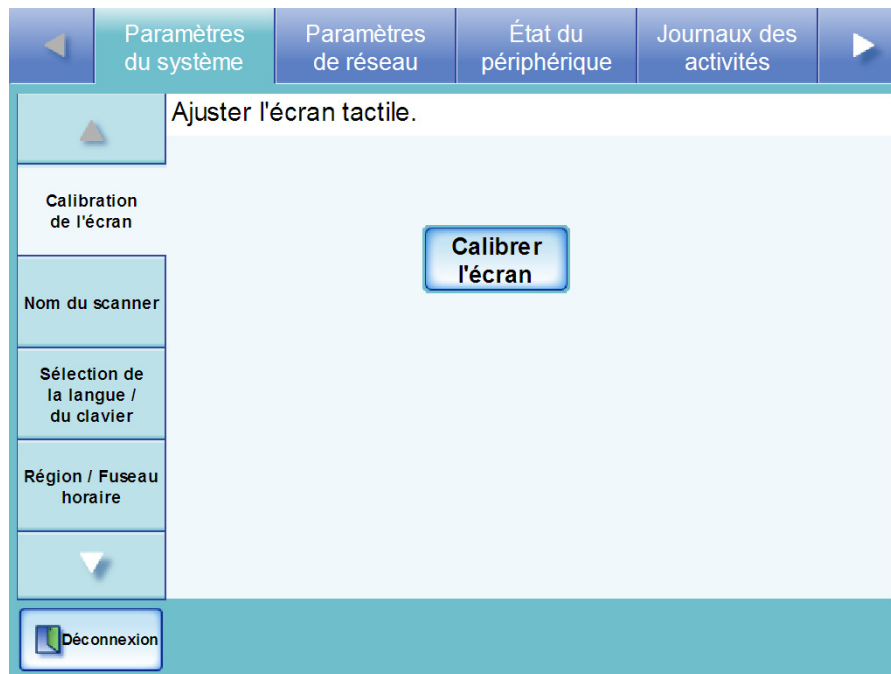 Paramètres
du système
Paramètres
de réseau
État du
périphérique
Journaux des
activités
Ajuster l'écran tactile.
Calibration
de l'écran
Calibrer
l'écran
Nom du scanner
Sélection de
la langue /
du clavier
Région / Fuseau
horaire
Déconnexion